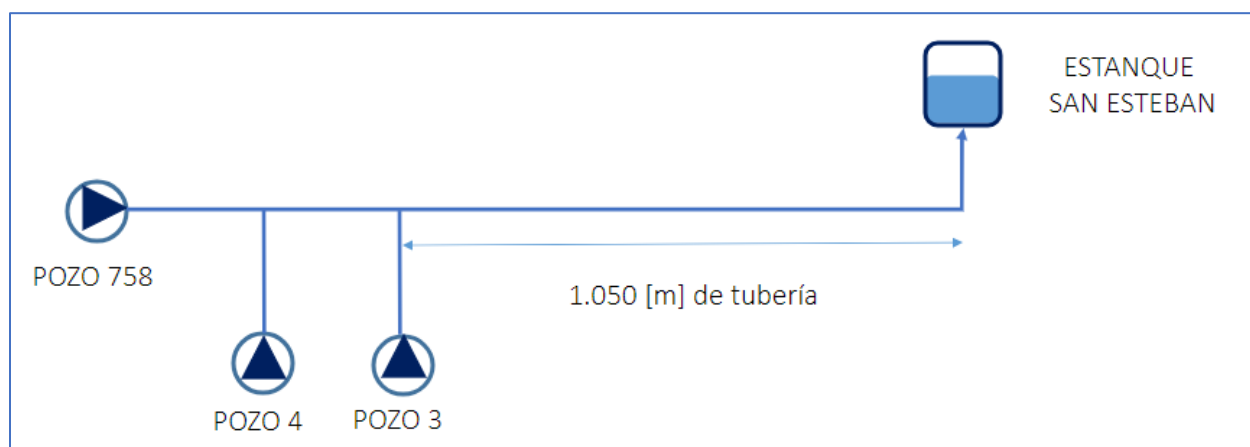 ESTANQUE
SAN ESTEBAN
POZO 758
1.050 [m] de tubería
POZO 4
POZO 3